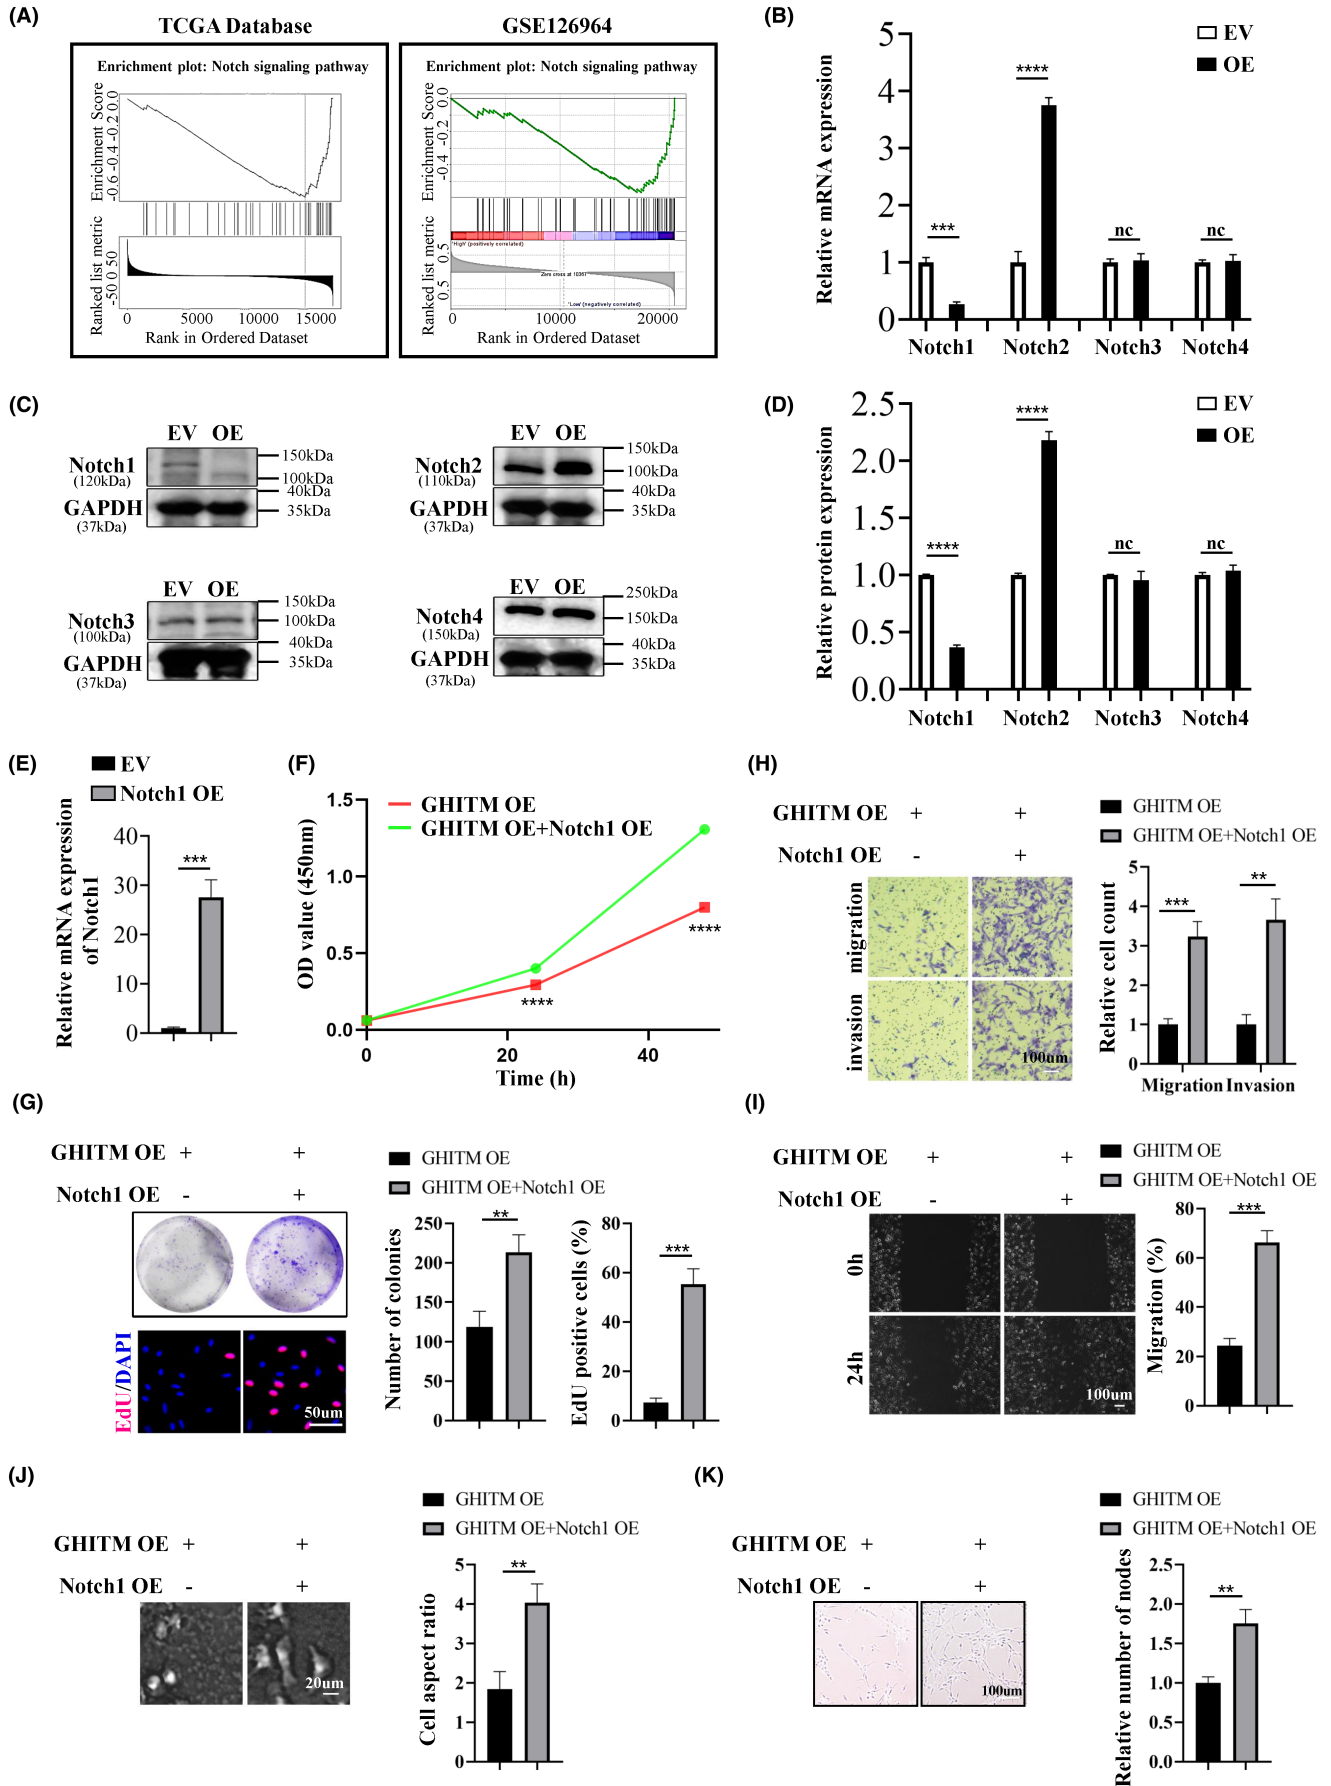 (A)
TCGA Database
GSE126964
Enrichment plot: Notch signaling pathway
Enrichment Score
0.0
-0.2
-0.4
-0.6
Ranked list metric
-50 0 50
0 5000 10000 15000
Rank in Ordered Dataset
Enrichment plot: Notch signaling pathway
Enrichment Score
0.0
-0.2
-0.4
'High' (positively correlated)
Zero cross at 10361
'Low' (negatively correlated)
Ranked list metric
0.5
0.5
0 10000 20000
Rank in Ordered Dataset
(B)
EV
OE
Relative mRNA expression
5
4
3
2
1
0
*** **** nc nc
Notch1 Notch2 Notch3 Notch4
(C)
EV OE
Notch1
(120kDa)
GAPDH
(37kDa)
150kDa
100kDa
40kDa
35kDa
EV OE
Notch2
(110kDa)
GAPDH
(37kDa)
150kDa
100kDa
40kDa
35kDa
EV OE
Notch3
(100kDa)
GAPDH
(37kDa)
150kDa
100kDa
40kDa
35kDa
EV OE
Notch4
(150kDa)
GAPDH
(37kDa)
250kDa
150kDa
40kDa
35kDa
(D)
EV
OE
Relative protein expression
2.5
2.0
1.5
1.0
0.5
0.0
**** **** nc nc
Notch1 Notch2 Notch3 Notch4
(E)
EV
Notch1 OE
Relative mRNA expression
of Notch1
40
30
20
10
0
***
(F)
GHITM OE
GHITM OE+Notch1 OE
OD value (450nm)
1.5
1.0
0.5
0.0
**** ****
0 20 40
Time (h)
(H)
GHITM OE + +
Notch1 OE - +
migration
invasion
100um
GHITM OE
GHITM OE+Notch1 OE
Relative cell count
5
4
3
2
1
0
*** **
Migration Invasion
(G)
GHITM OE + +
Notch1 OE - +
EdU/DAPI
50um
GHITM OE
GHITM OE+Notch1 OE
Number of colonies
250
200
150
100
50
0
**
EdU positive cells (%)
80
60
40
20
0
***
(I)
GHITM OE + +
Notch1 OE - +
0h
24h
100um
GHITM OE
GHITM OE+Notch1 OE
Migration (%)
80
60
40
20
0
***
(J)
GHITM OE + +
Notch1 OE - +
20um
GHITM OE
GHITM OE+Notch1 OE
Cell aspect ratio
5
4
3
2
1
0
**
(K)
GHITM OE + +
Notch1 OE - +
100um
GHITM OE
GHITM OE+Notch1 OE
Relative number of nodes
2.5
2.0
1.5
1.0
0.5
0.0
**